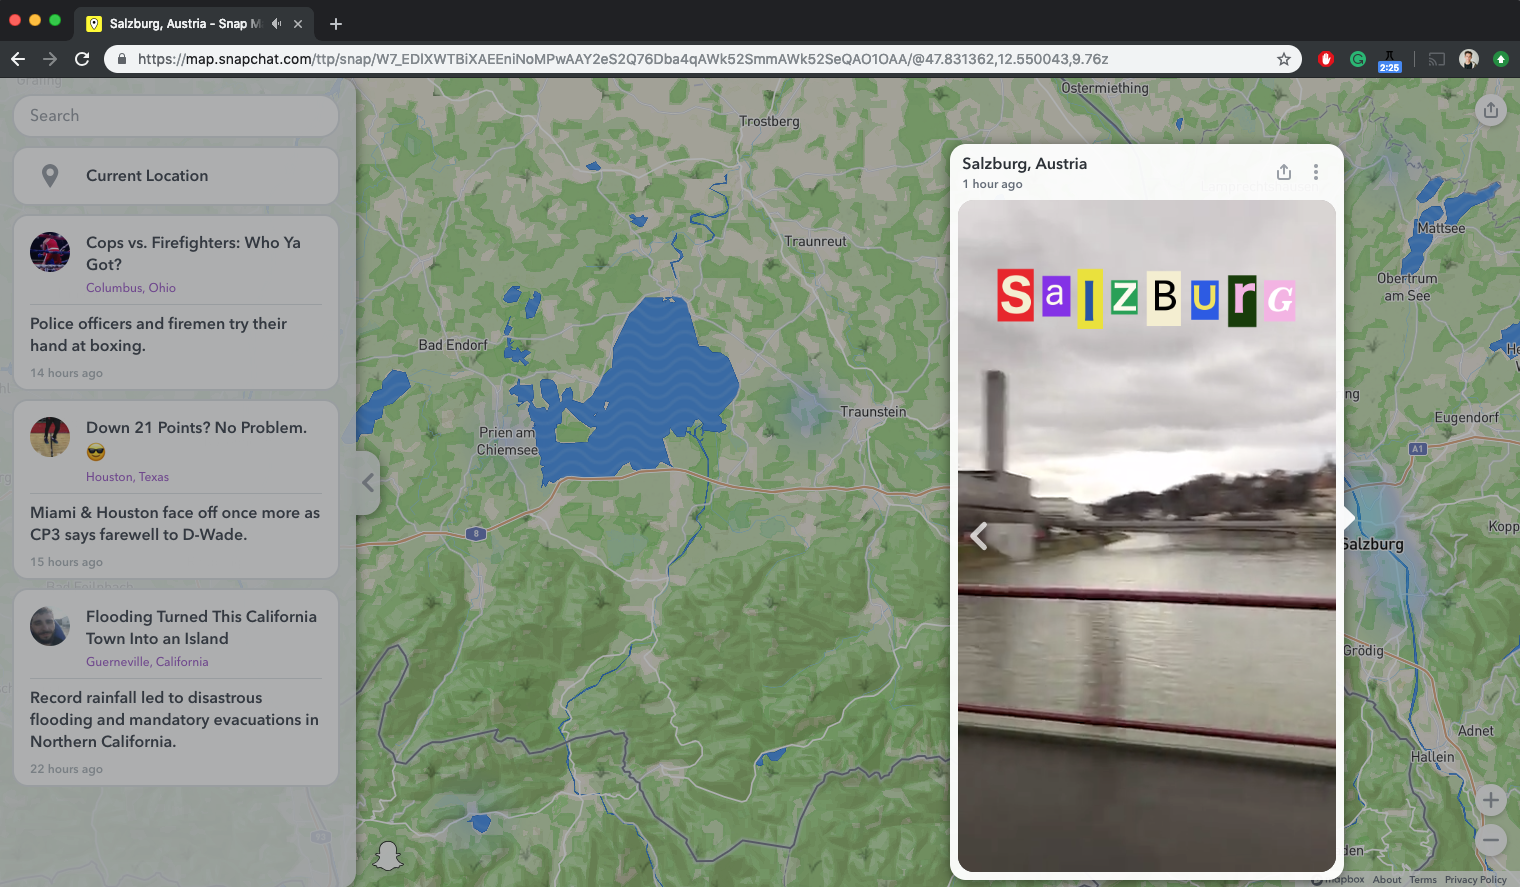 Salzburg, Austria - Snap M
https://map.snapchat.com/ttp/snap/W7_EDlXWTBiXAEEniNoMPwAAY2eS2Q76Dba4qAWk52SmmAWk52SeQAO1OAA/@47.831362,12.550043,9.76z
2:25
Grafing
Search
Current Location
Cops vs. Firefighters: Who Ya
Got?
Columbus, Ohio
Police officers and firemen try their
hand at boxing.
14 hours ago
Down 21 Points? No Problem.
😎
Houston, Texas
Miami & Houston face off once more as
CP3 says farewell to D-Wade.
15 hours ago
Bad Feilnbach
Flooding Turned This California
Town Into an Island
Guerneville, California
Record rainfall led to disastrous
flooding and mandatory evacuations in
Northern California.
22 hours ago
Ostermiething
Trostberg
Traunreut
Bad Endorf
Prien am
Chiemsee
Traunstein
8
Salzburg, Austria
1 hour ago
SalzBurG
Mattsee
Obertrum
am See
Eugendorf
A1
Kopp
Salzburg
Grödig
Adnet
Hallein
mapbox About Terms Privacy Policy